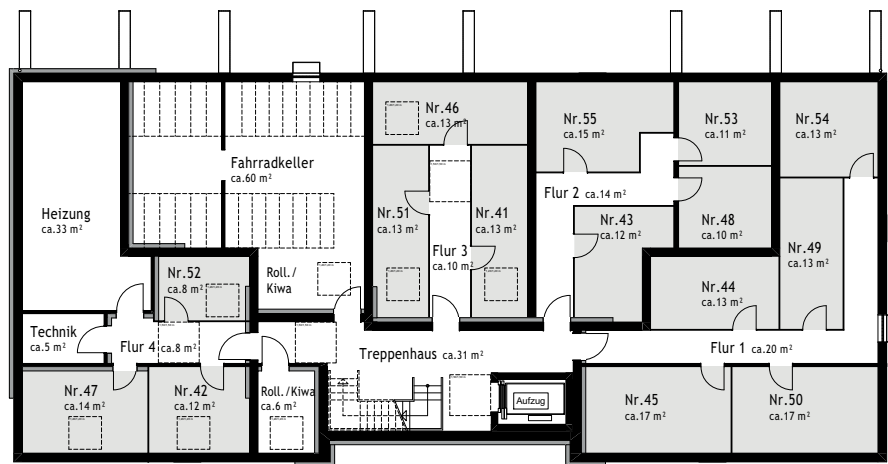 Nr.46
ca.13 m²
Nr.55
ca.15 m²
Nr.53
ca.11 m²
Nr.54
ca.13 m²
Fahrradkeller
ca.60 m²
Heizung
ca.33 m²
Nr.51
ca.13 m²
Nr.41
ca.13 m²
Flur 2 ca.14 m²
Nr.43
ca.12 m²
Nr.48
ca.10 m²
Nr.49
ca.13 m²
Flur 3
ca.10 m²
Nr.52
ca.8 m²
Roll./
Kiwa
Nr.44
ca.13 m²
Technik
ca.5 m²
Flur 4 ca.8 m²
Treppenhaus ca.31 m²
Flur 1 ca.20 m²
Nr.47
ca.14 m²
Nr.42
ca.12 m²
Roll./Kiwa
ca.6 m²
Aufzug
Nr.45
ca.17 m²
Nr.50
ca.17 m²